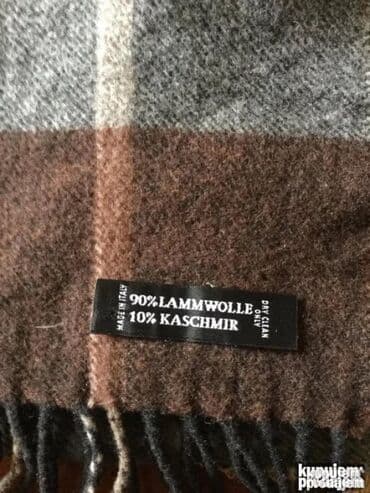 MADE IN ITALY
90% LAMMWOLLE
10% KASCHMIR
DRY CLEAN
ONLY
kupujem
prodajem